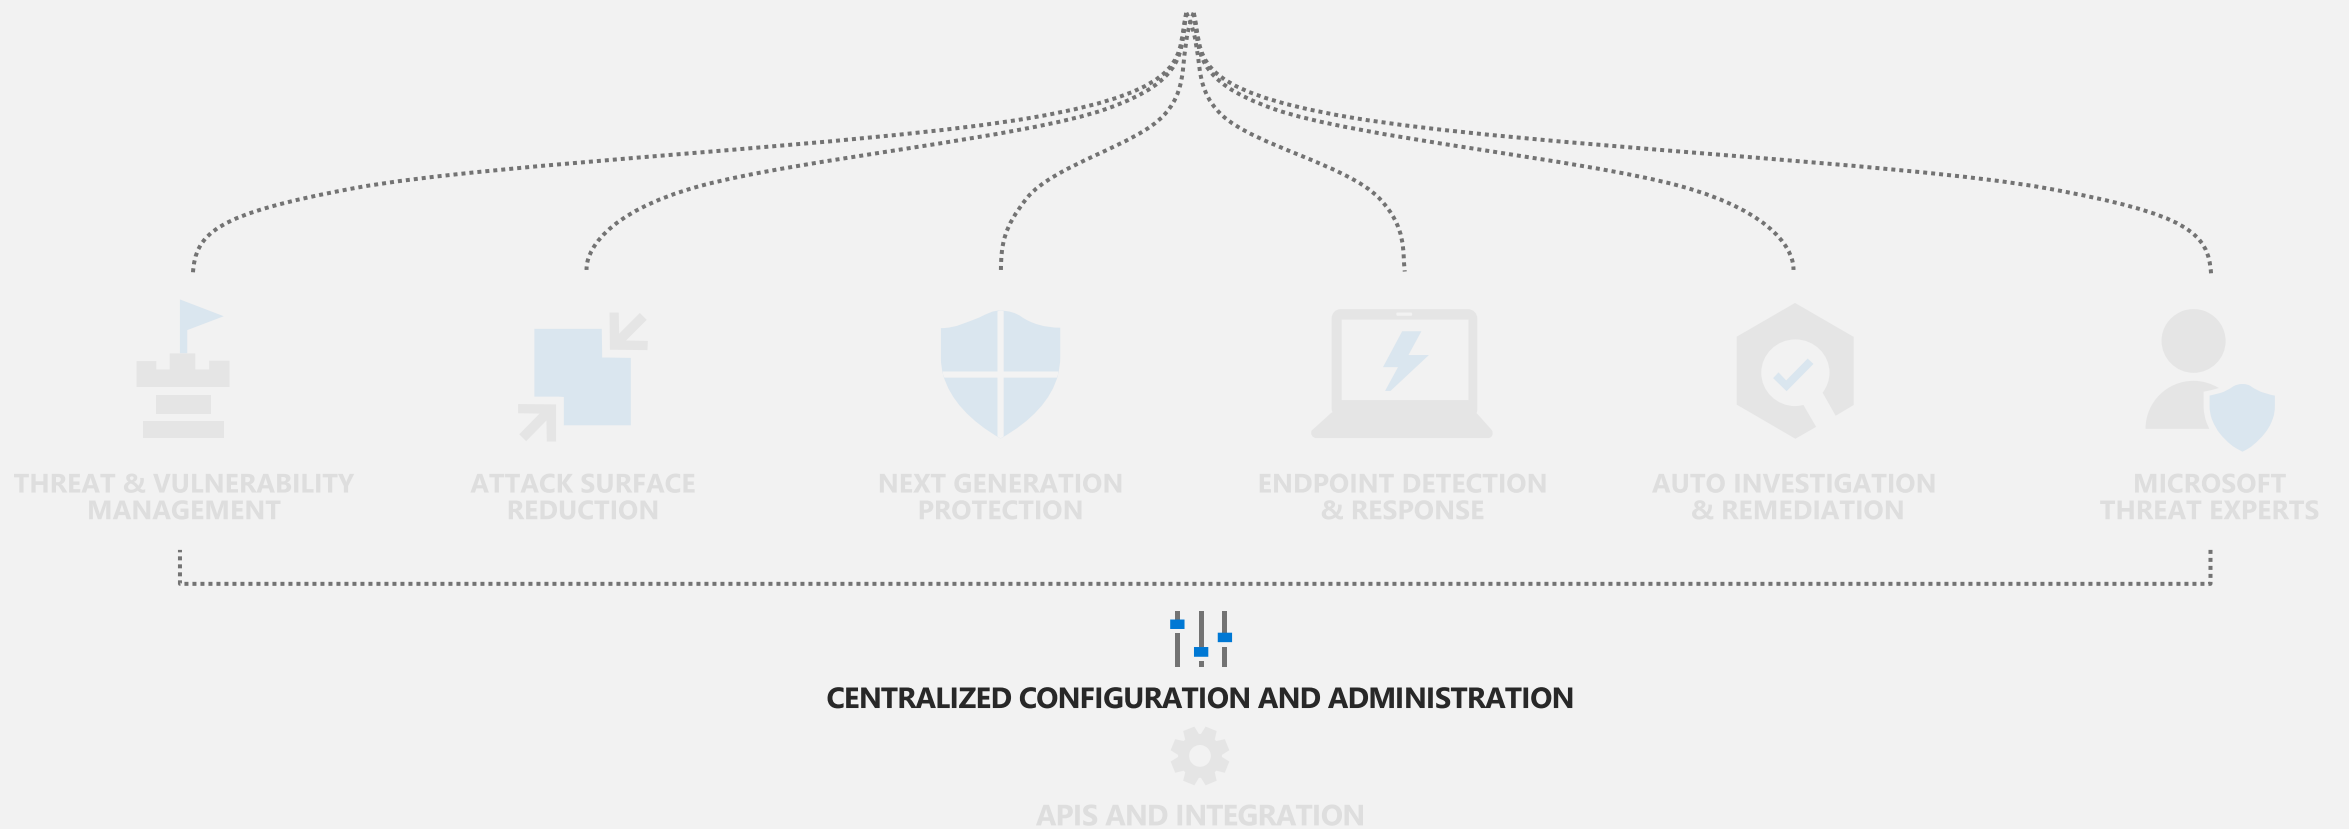 THREAT & VULNERABILITY
MANAGEMENT
ATTACK SURFACE
REDUCTION
NEXT GENERATION
PROTECTION
ENDPOINT DETECTION
& RESPONSE
AUTO INVESTIGATION
& REMEDIATION
MICROSOFT
THREAT EXPERTS
CENTRALIZED CONFIGURATION AND ADMINISTRATION
APIS AND INTEGRATION